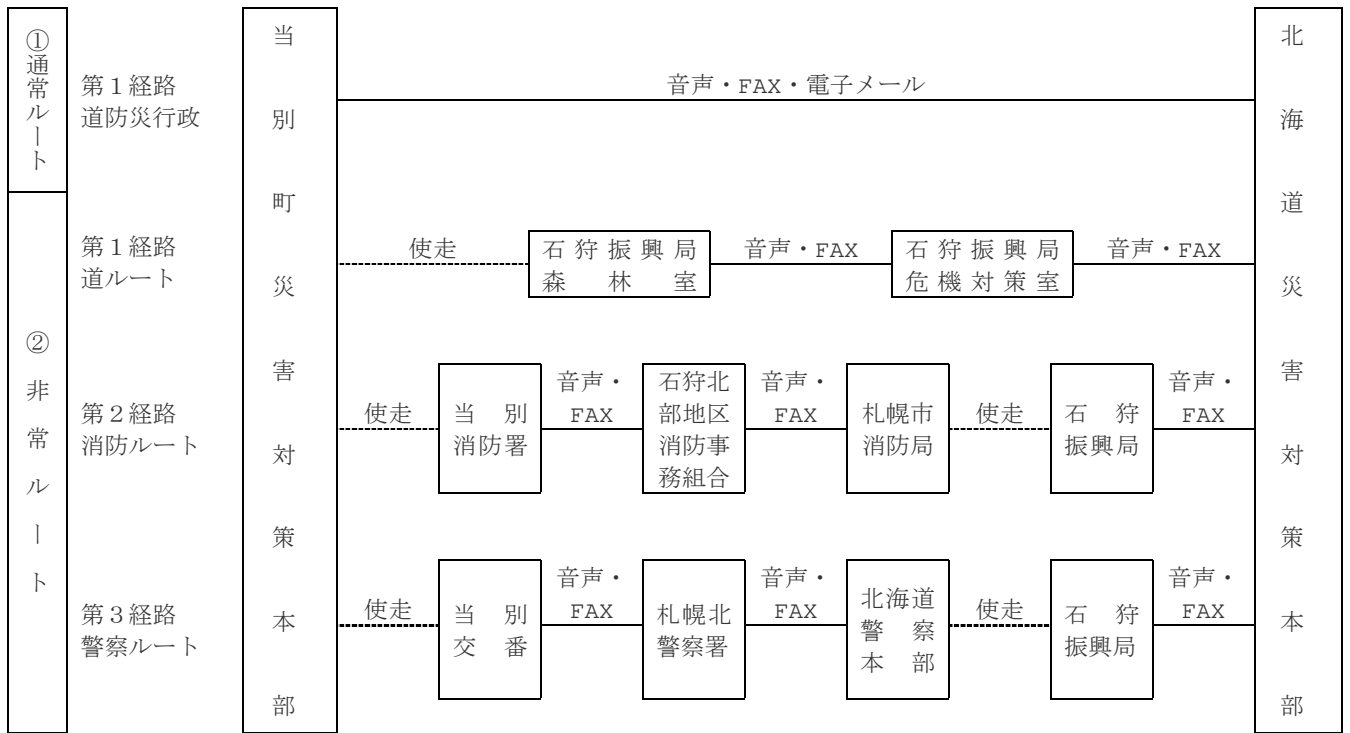 ①通常ルート
第１経路
道防災行政
当別町災害対策本部
音声・FAX・電子メール
北海道災害対策本部
②非常ルート
第１経路
道ルート
使走
石狩振興局
森林室
音声・FAX
石狩振興局
危機対策室
音声・FAX
第２経路
消防ルート
使走
当別
消防署
音声・
FAX
石狩北
部地区
消防事
務組合
音声・
FAX
札幌市
消防局
使走
石狩
振興局
音声・
FAX
第３経路
警察ルート
使走
当別
交番
音声・
FAX
札幌北
警察署
音声・
FAX
北海道
警察
本部
使走
石狩
振興局
音声・
FAX